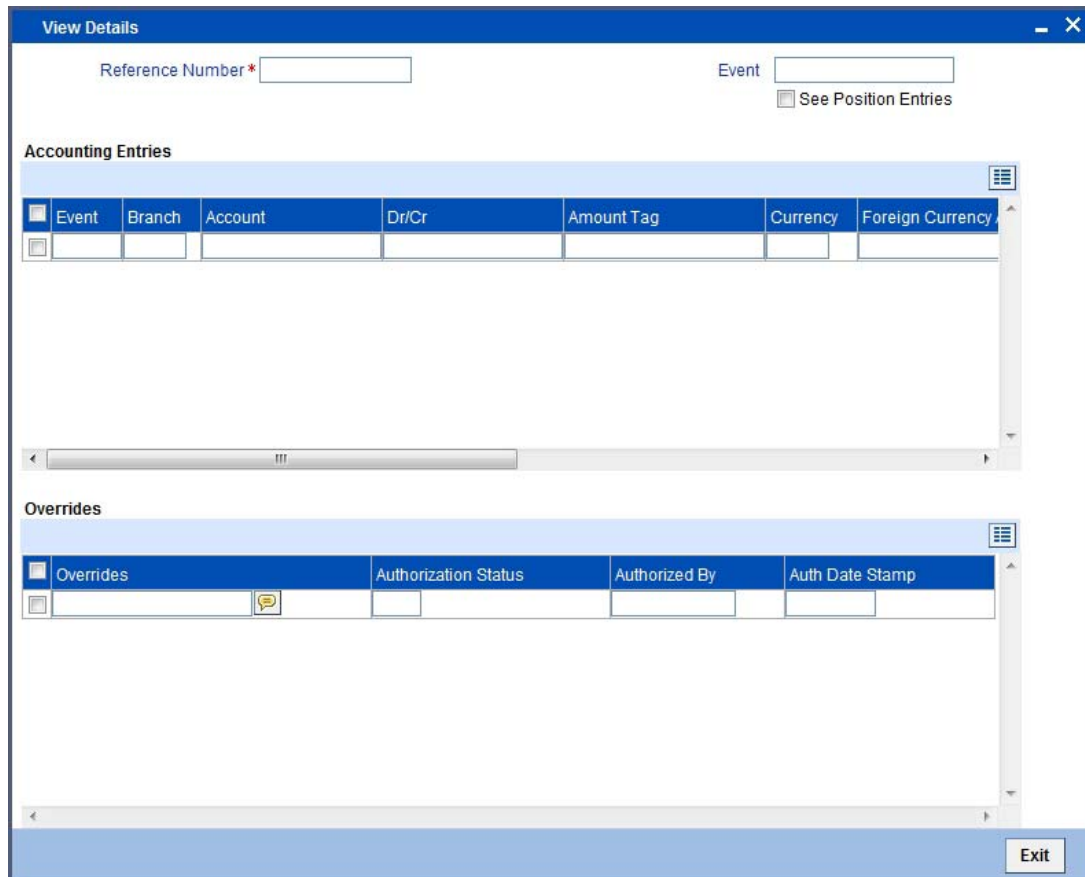 View Details
Reference Number *
Event
See Position Entries
Accounting Entries
Event Branch Account Dr/Cr Amount Tag Currency Foreign Currency
Overrides
Overrides Authorization Status Authorized By Auth Date Stamp
Exit